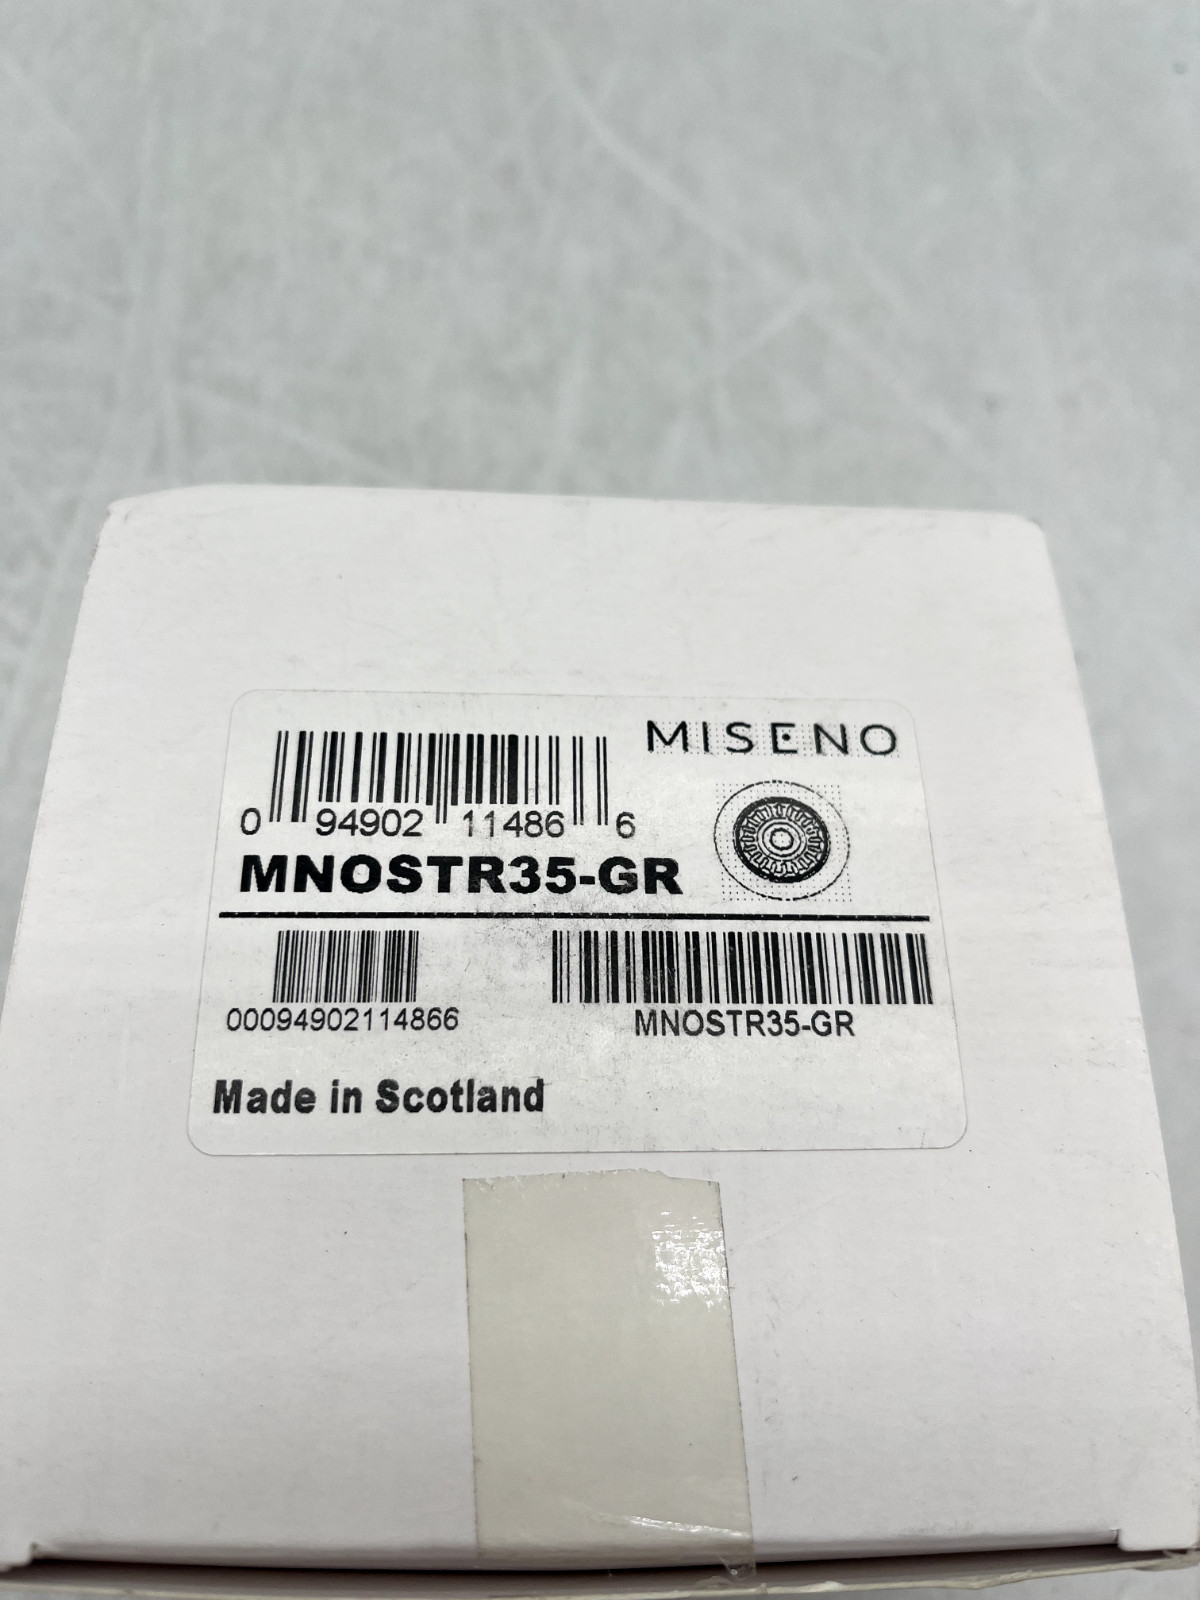 MISENO
0 94902 11486 6
MNOSTR35-GR
00094902114866
MNOSTR35-GR
Made in Scotland